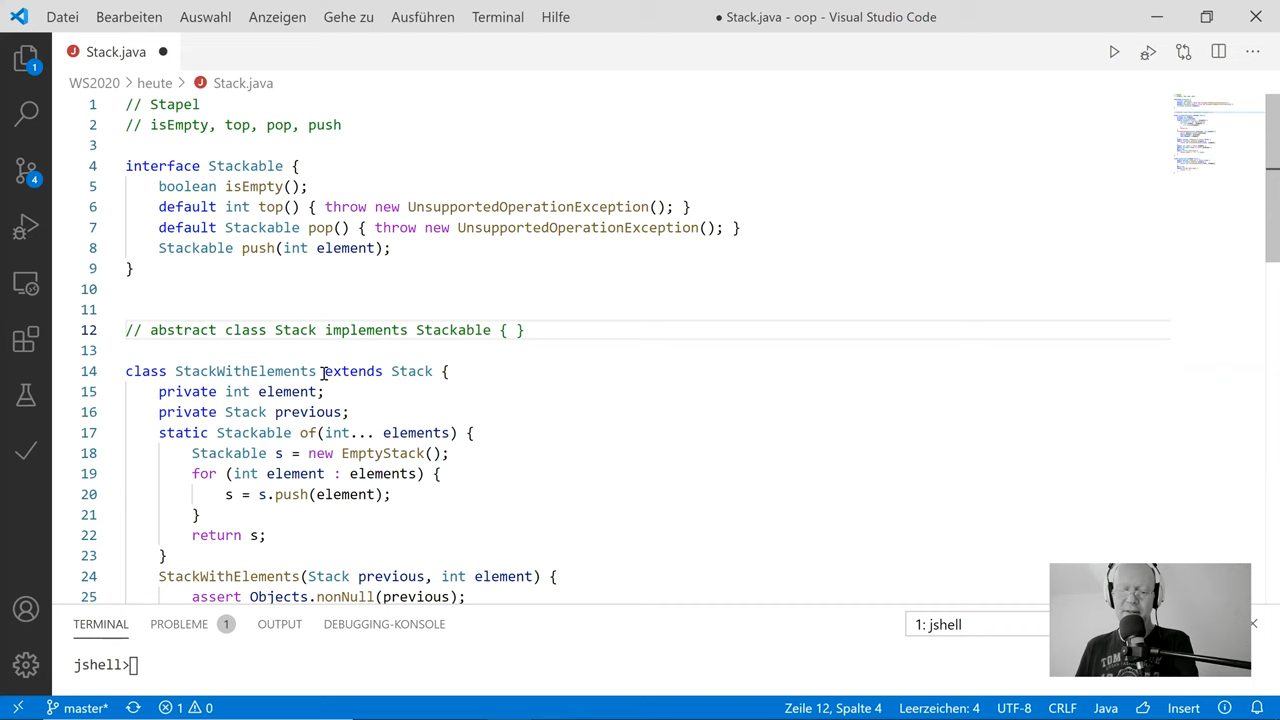 Datei Bearbeiten Auswahl Anzeigen Gehe zu Ausführen Terminal Hilfe ● Stack.java - oop - Visual Studio Code
Stack.java ●
WS2020 > heute > Stack.java
1 // Stapel
2 // isEmpty, top, pop, push
3
4 interface Stackable {
5 boolean isEmpty();
6 default int top() { throw new UnsupportedOperationException(); }
7 default Stackable pop() { throw new UnsupportedOperationException(); }
8 Stackable push(int element);
9 }
10
11
12 // abstract class Stack implements Stackable { }
13
14 class StackWithElements extends Stack {
15 private int element;
16 private Stack previous;
17 static Stackable of(int... elements) {
18 Stackable s = new EmptyStack();
19 for (int element : elements) {
20 s = s.push(element);
21 }
22 return s;
23 }
24 StackWithElements(Stack previous, int element) {
25 assert Objects.nonNull(previous);
1
4
TERMINAL PROBLEME 1 OUTPUT DEBUGGING-KONSOLE 1: jshell
jshell>
TOM
master* 1 0 Zeile 12, Spalte 4 Leerzeichen: 4 UTF-8 CRLF Java Insert